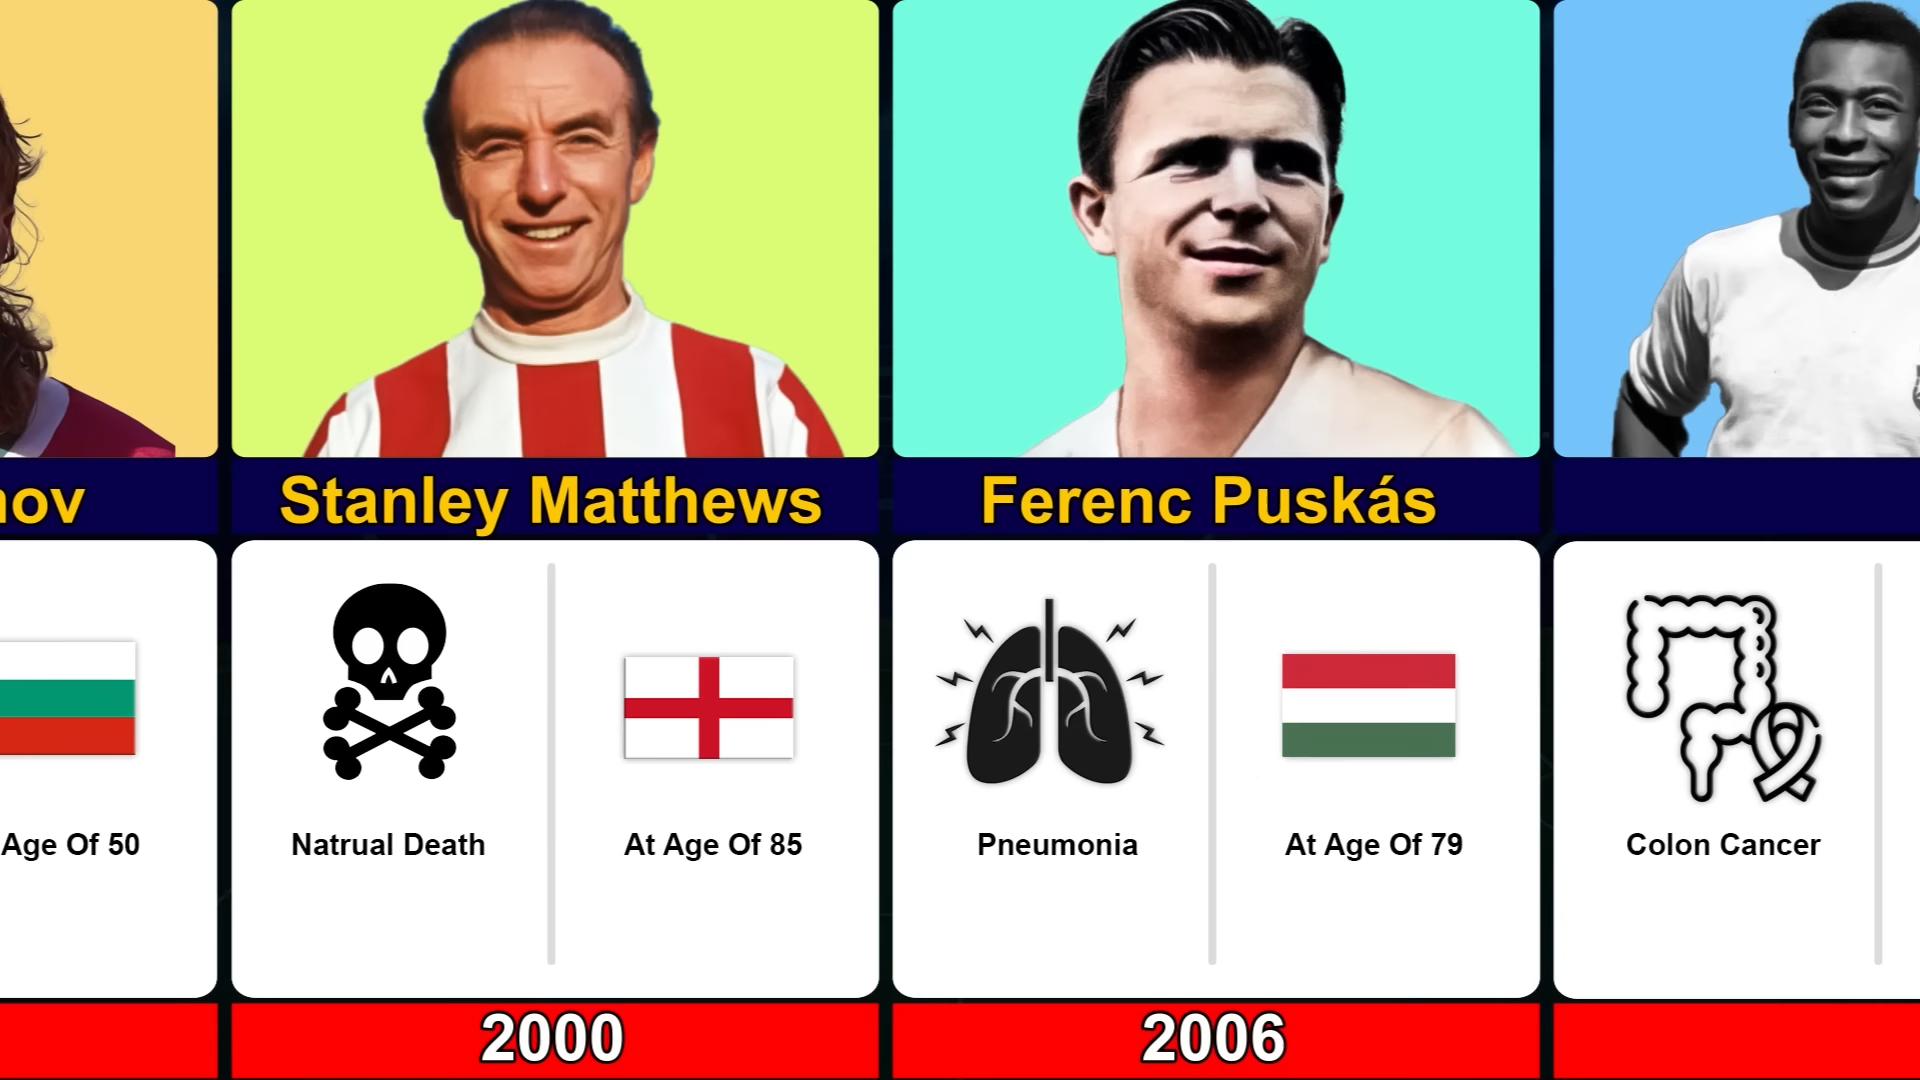 Stanley Matthews
Ferenc Puskás
Age Of 50
Natrual Death
At Age Of 85
Pneumonia
At Age Of 79
Colon Cancer
2000
2006